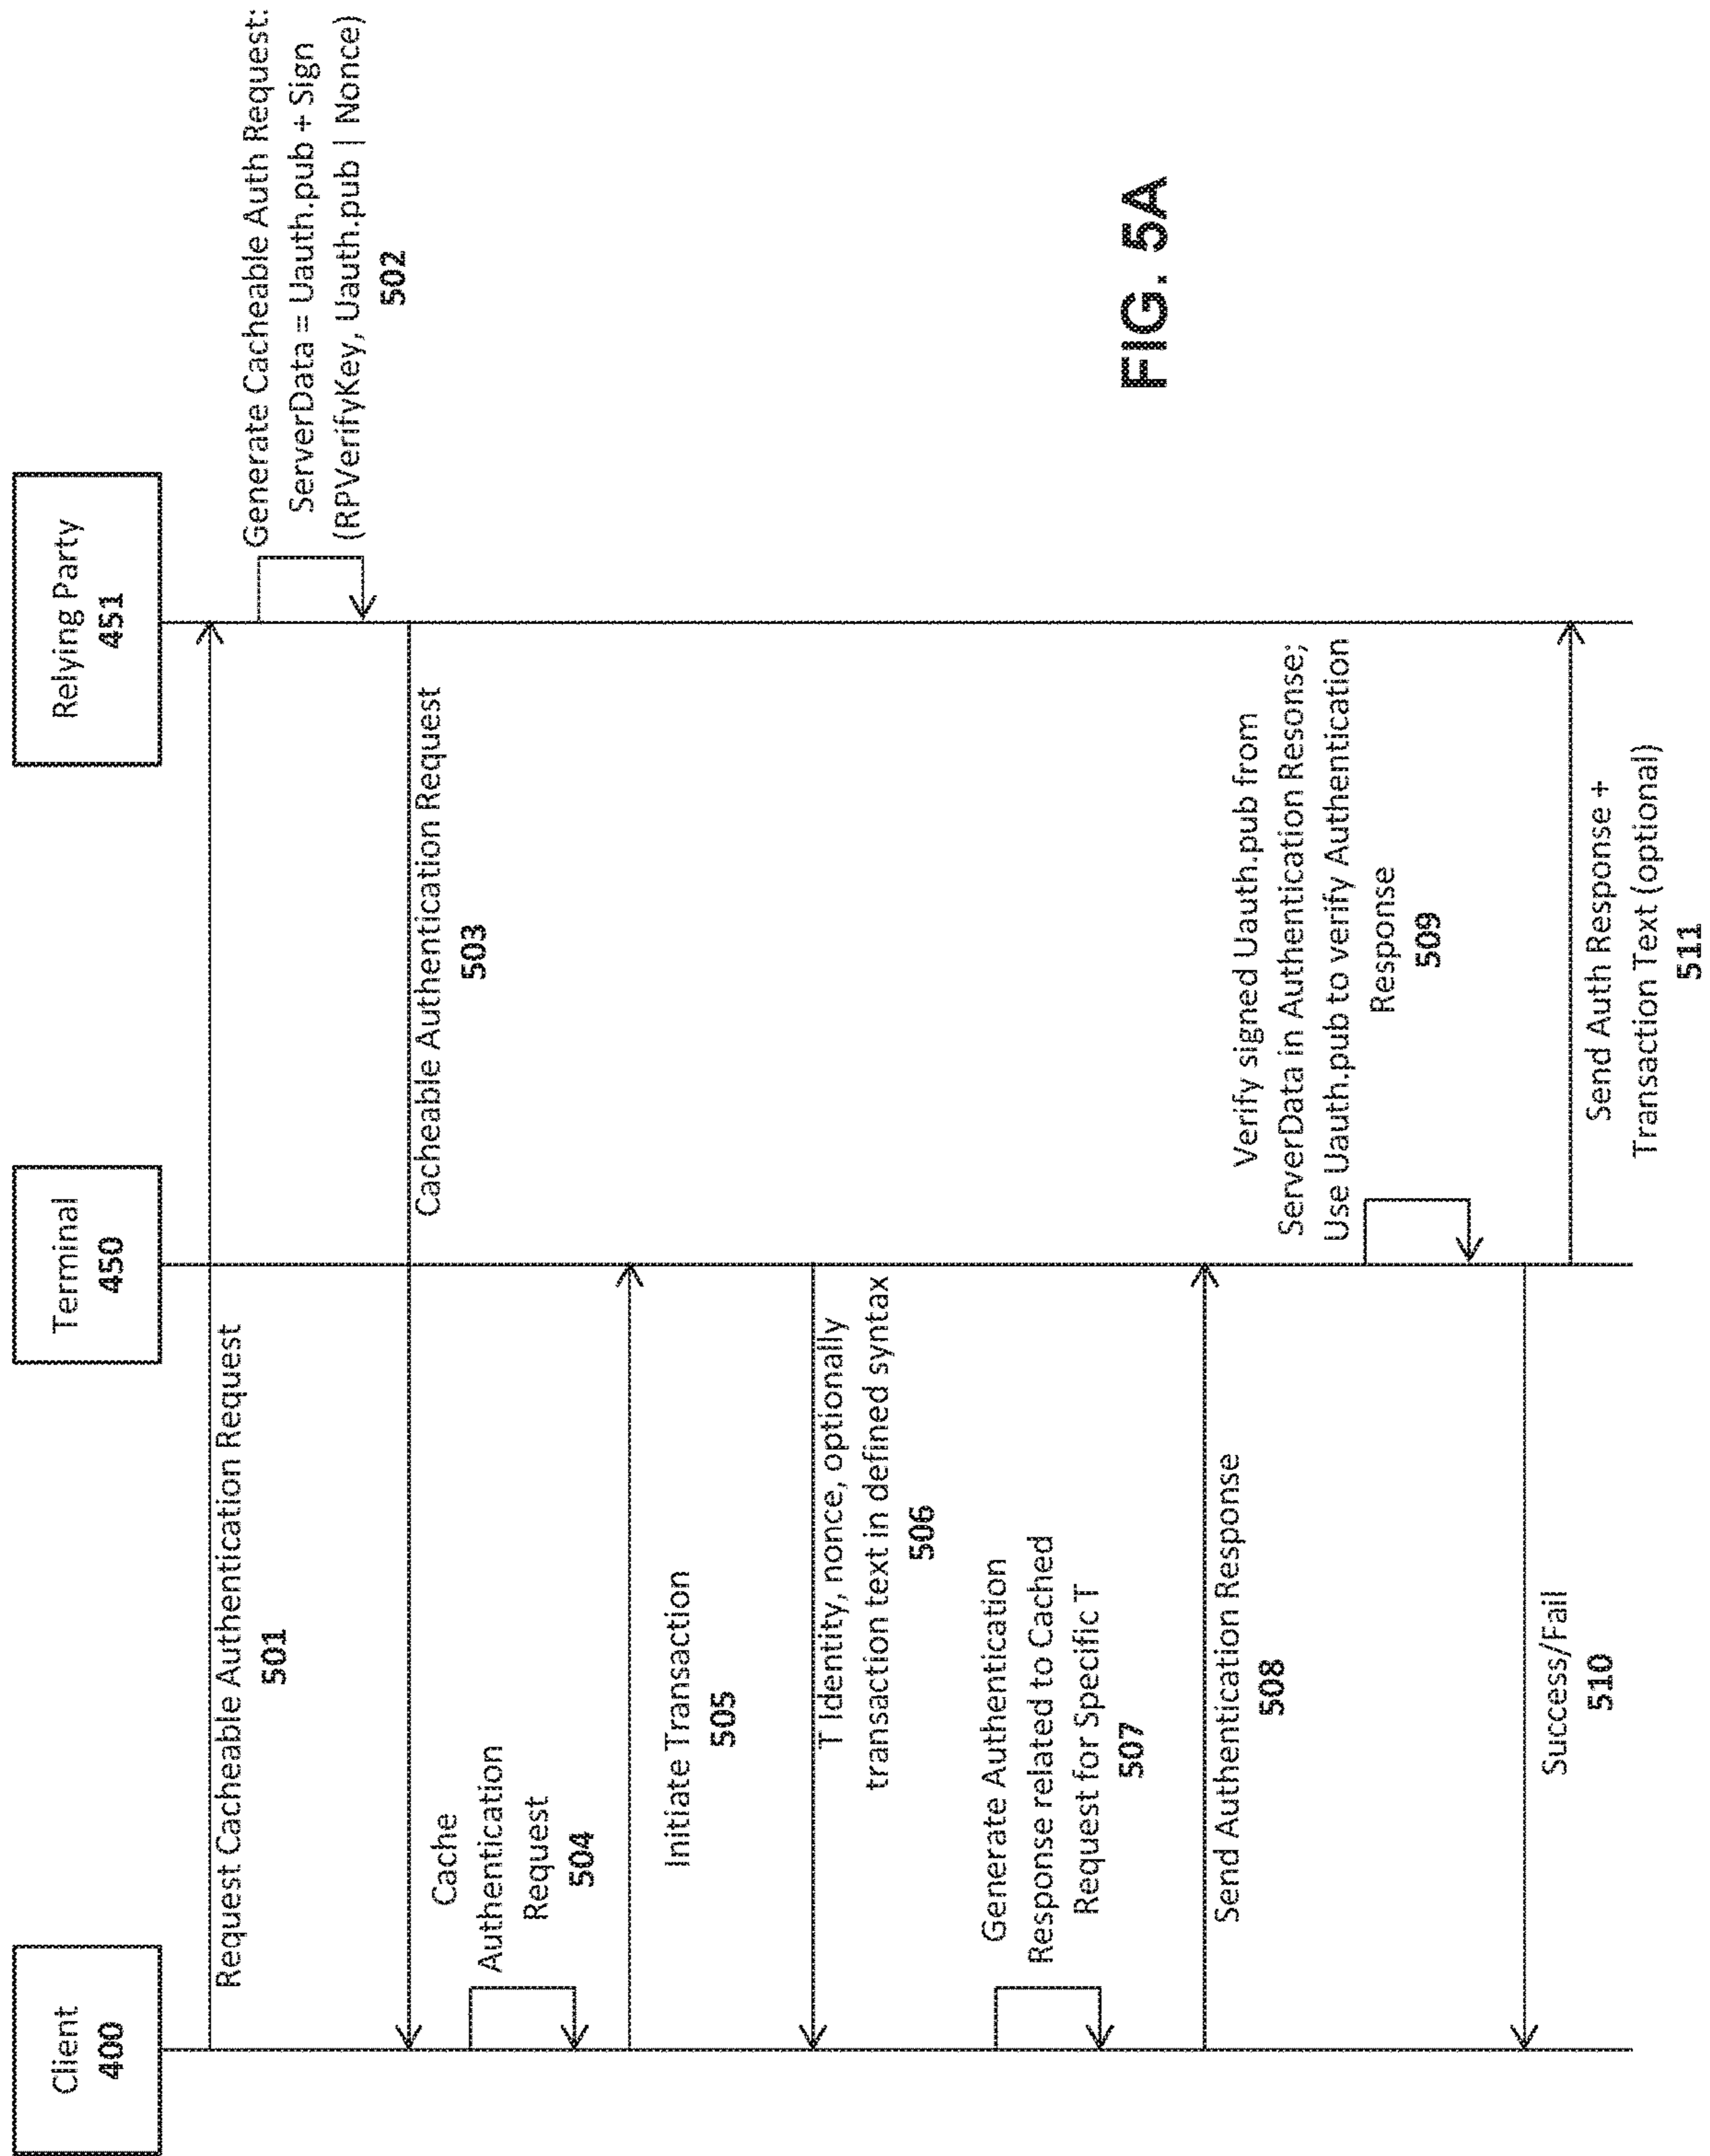 Client
400
Terminal
450
Relying Party
451
Request Cacheable Authentication Request
501
Generate Cacheable Auth Request:
ServerData = Uauth.pub + Sign
(RPVerifyKey, Uauth.pub | Nonce)
502
Cacheable Authentication Request
503
Cache
Authentication
Request
504
Initiate Transaction
505
T Identity, nonce, optionally
transaction text in defined syntax
506
Generate Authentication
Response related to Cached
Request for Specific T
507
Send Authentication Response
508
Verify signed Uauth.pub from
ServerData in Authentication Resonse;
Use Uauth.pub to verify Authentication
Response
509
Success/Fail
510
Send Auth Response +
Transaction Text (optional)
511
FIG. 5A